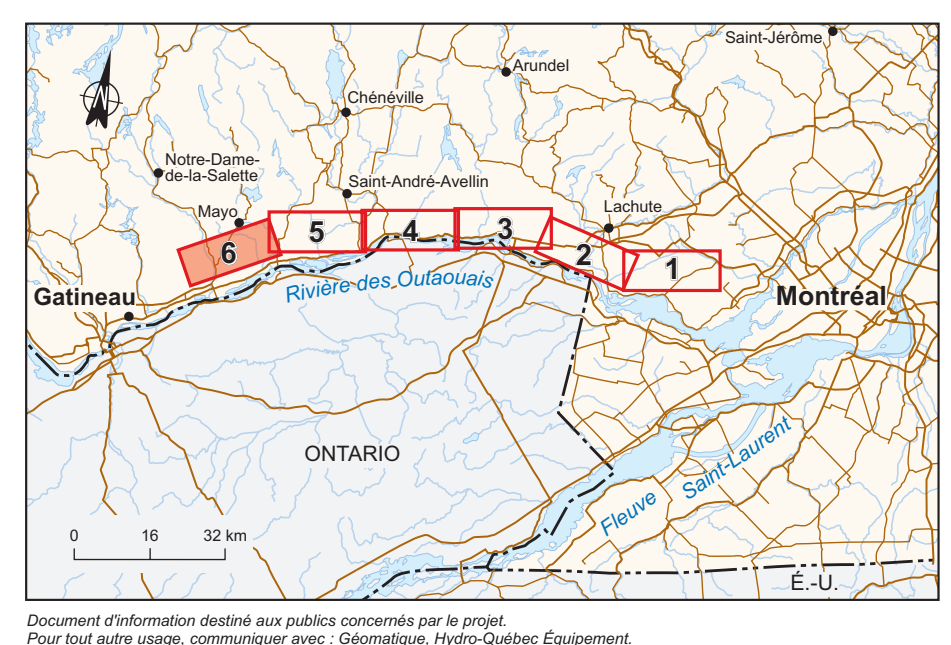 Saint-Jérôme
Arundel
Chénéville
Notre-Dame-
de-la-Salette
Saint-André-Avellin
Mayo
Lachute
6
5
4
3
2
1
Gatineau
Rivière des Outaouais
Montréal
ONTARIO
Fleuve Saint-Laurent
0 16 32 km
É.-U.
Document d'information destiné aux publics concernés par le projet.
Pour tout autre usage, communiquer avec : Géomatique, Hydro-Québec Équipement.